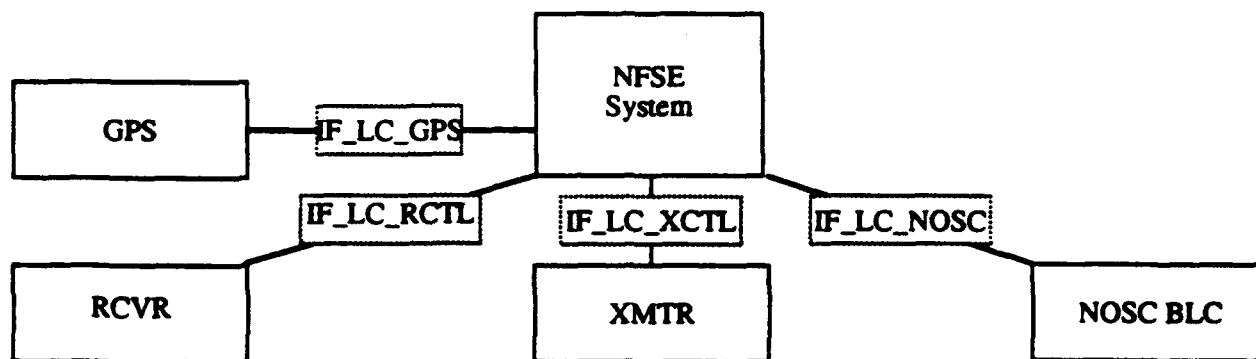 NFSE
System
GPS
IF_LC_GPS
IF_LC_RCTL
IF_LC_XCTL
IF_LC_NOSC
RCVR
XMTR
NOSC BLC